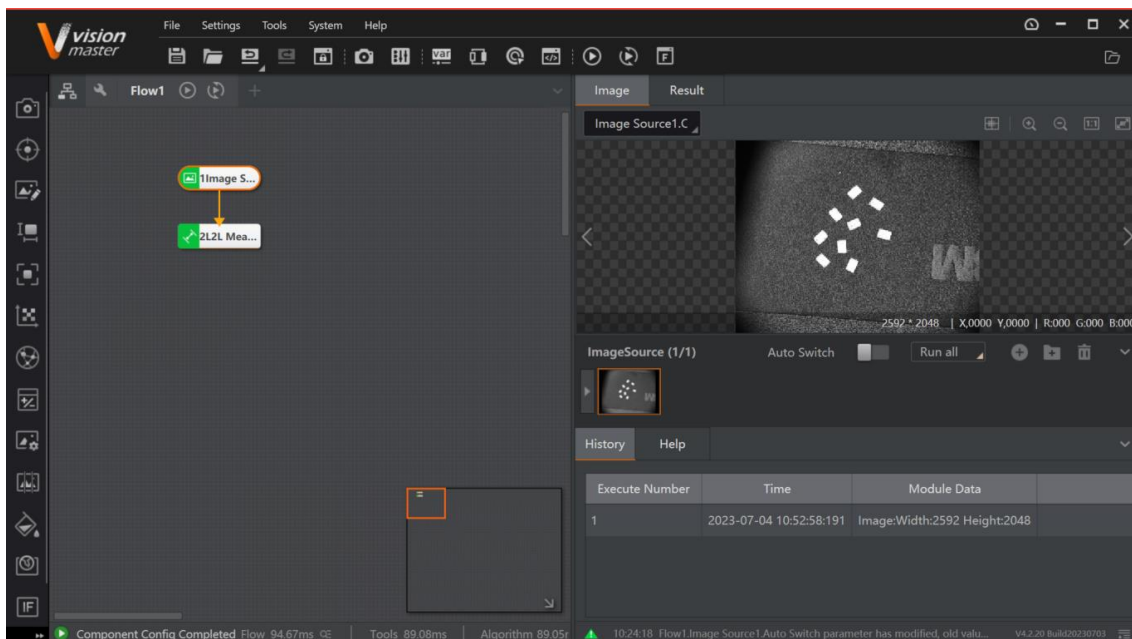 vision
master
File Settings Tools System Help
var
F
Flow1
Image Result
Image Source1.C
1Image S...
2L2L Mea...
2592 * 2048 | X,0000 Y,0000 | R:000 G:000 B:000
ImageSource (1/1) Auto Switch Run all
History Help
Execute Number Time Module Data
1 2023-07-04 10:52:58:191 Image:Width:2592 Height:2048
IF
Component Config Completed Flow 94.67ms Tools 89.08ms Algorithm 89.05r
10:24:18 Flow1.Image Source1.Auto Switch parameter has modified, old valu... V4.2.20 Build20230703